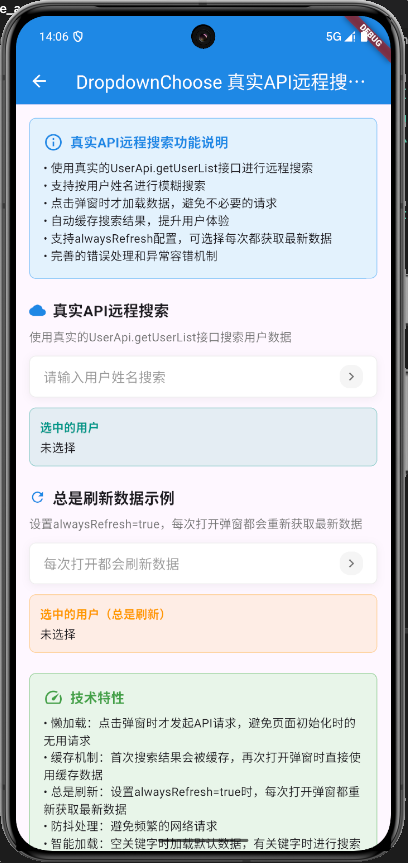 e_a
14:06
5G
DEBUG
DropdownChoose 真实API远程搜…
真实API远程搜索功能说明
• 使用真实的UserApi.getUserList接口进行远程搜索
• 支持按用户姓名进行模糊搜索
• 点击弹窗时才加载数据，避免不必要的请求
• 自动缓存搜索结果，提升用户体验
• 支持alwaysRefresh配置，可选择每次都获取最新数据
• 完善的错误处理和异常容错机制
真实API远程搜索
使用真实的UserApi.getUserList接口搜索用户数据
请输入用户姓名搜索
选中的用户
未选择
总是刷新数据示例
设置alwaysRefresh=true，每次打开弹窗都会重新获取最新数据
每次打开都会刷新数据
选中的用户（总是刷新）
未选择
技术特性
• 懒加载：点击弹窗时才发起API请求，避免页面初始化时的
无用请求
• 缓存机制：首次搜索结果会被缓存，再次打开弹窗时直接使
用缓存数据
• 总是刷新：设置alwaysRefresh=true时，每次打开弹窗都重
新获取最新数据
• 防抖处理：避免频繁的网络请求
• 智能加载：空关键字时加载默认数据，有关键字时进行搜索